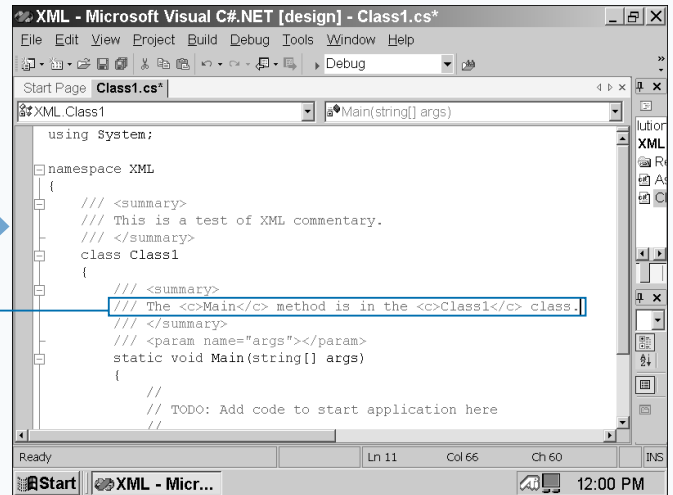 XML - Microsoft Visual C#.NET [design] - Class1.cs*
File Edit View Project Build Debug Tools Window Help
Debug
Start Page Class1.cs*
XML.Class1 Main(string[] args)
using System;
namespace XML
{
/// <summary>
/// This is a test of XML commentary.
/// </summary>
class Class1
{
/// <summary>
/// The <c>Main</c> method is in the <c>Class1</c> class.
/// </summary>
/// <param name="args"></param>
static void Main(string[] args)
{
//
// TODO: Add code to start application here
//
lution
XML
Re
As
Cl
Ready Ln 11 Col 66 Ch 60 INS
Start XML - Micr... 12:00 PM